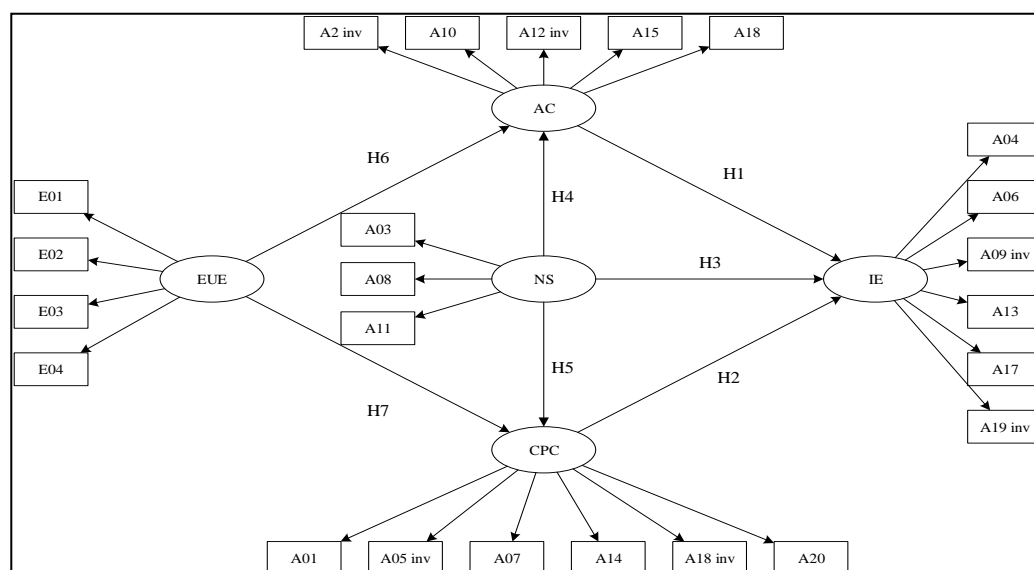 A2 inv
A10
A12 inv
A15
A18
AC
A04
H6
H1
E01
A06
H4
A03
E02
A09 inv
H3
EUE
A08
NS
IE
E03
A13
A11
E04
H5
A17
H2
H7
A19 inv
CPC
A01
A05 inv
A07
A14
A18 inv
A20